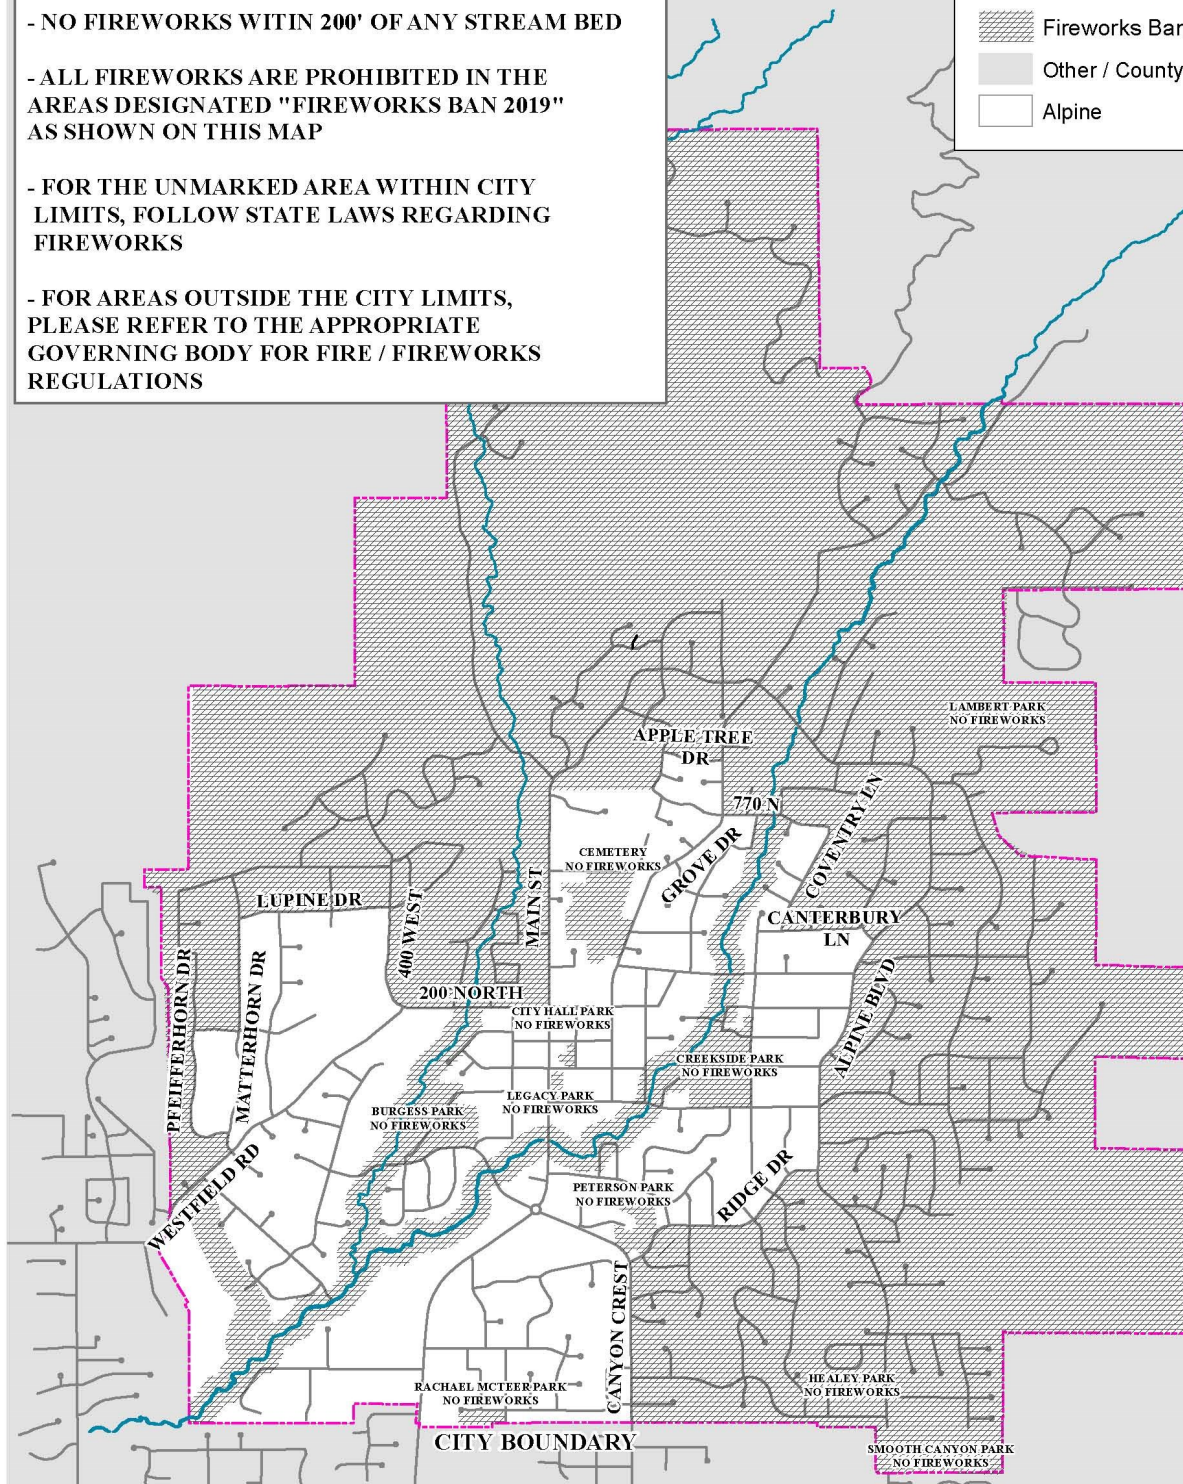 - NO FIREWORKS WITIN 200' OF ANY STREAM BED
- ALL FIREWORKS ARE PROHIBITED IN THE
AREAS DESIGNATED "FIREWORKS BAN 2019"
AS SHOWN ON THIS MAP
- FOR THE UNMARKED AREA WITHIN CITY
LIMITS, FOLLOW STATE LAWS REGARDING
FIREWORKS
- FOR AREAS OUTSIDE THE CITY LIMITS,
PLEASE REFER TO THE APPROPRIATE
GOVERNING BODY FOR FIRE / FIREWORKS
REGULATIONS
Fireworks Ban
Other / County
Alpine
LAMBERT PARK
NO FIREWORKS
APPLE TREE
DR
770 N
COVENTRY LN
GROVE DR
CEMETERY
NO FIREWORKS
LUPINE DR
400 WEST
MAIN ST
CANTERBURY
LN
PFEIFFERHORN DR
MATTERHORN DR
200 NORTH
ALPINE BLVD
CITY HALL PARK
NO FIREWORKS
CREEKSIDE PARK
NO FIREWORKS
LEGACY PARK
NO FIREWORKS
BURGESS PARK
NO FIREWORKS
WESTFIELD RD
PETERSON PARK
NO FIREWORKS
RIDGE DR
CANYON CREST
RACHAEL MCTEER PARK
NO FIREWORKS
HEALEY PARK
NO FIREWORKS
CITY BOUNDARY
SMOOTH CANYON PARK
NO FIREWORKS